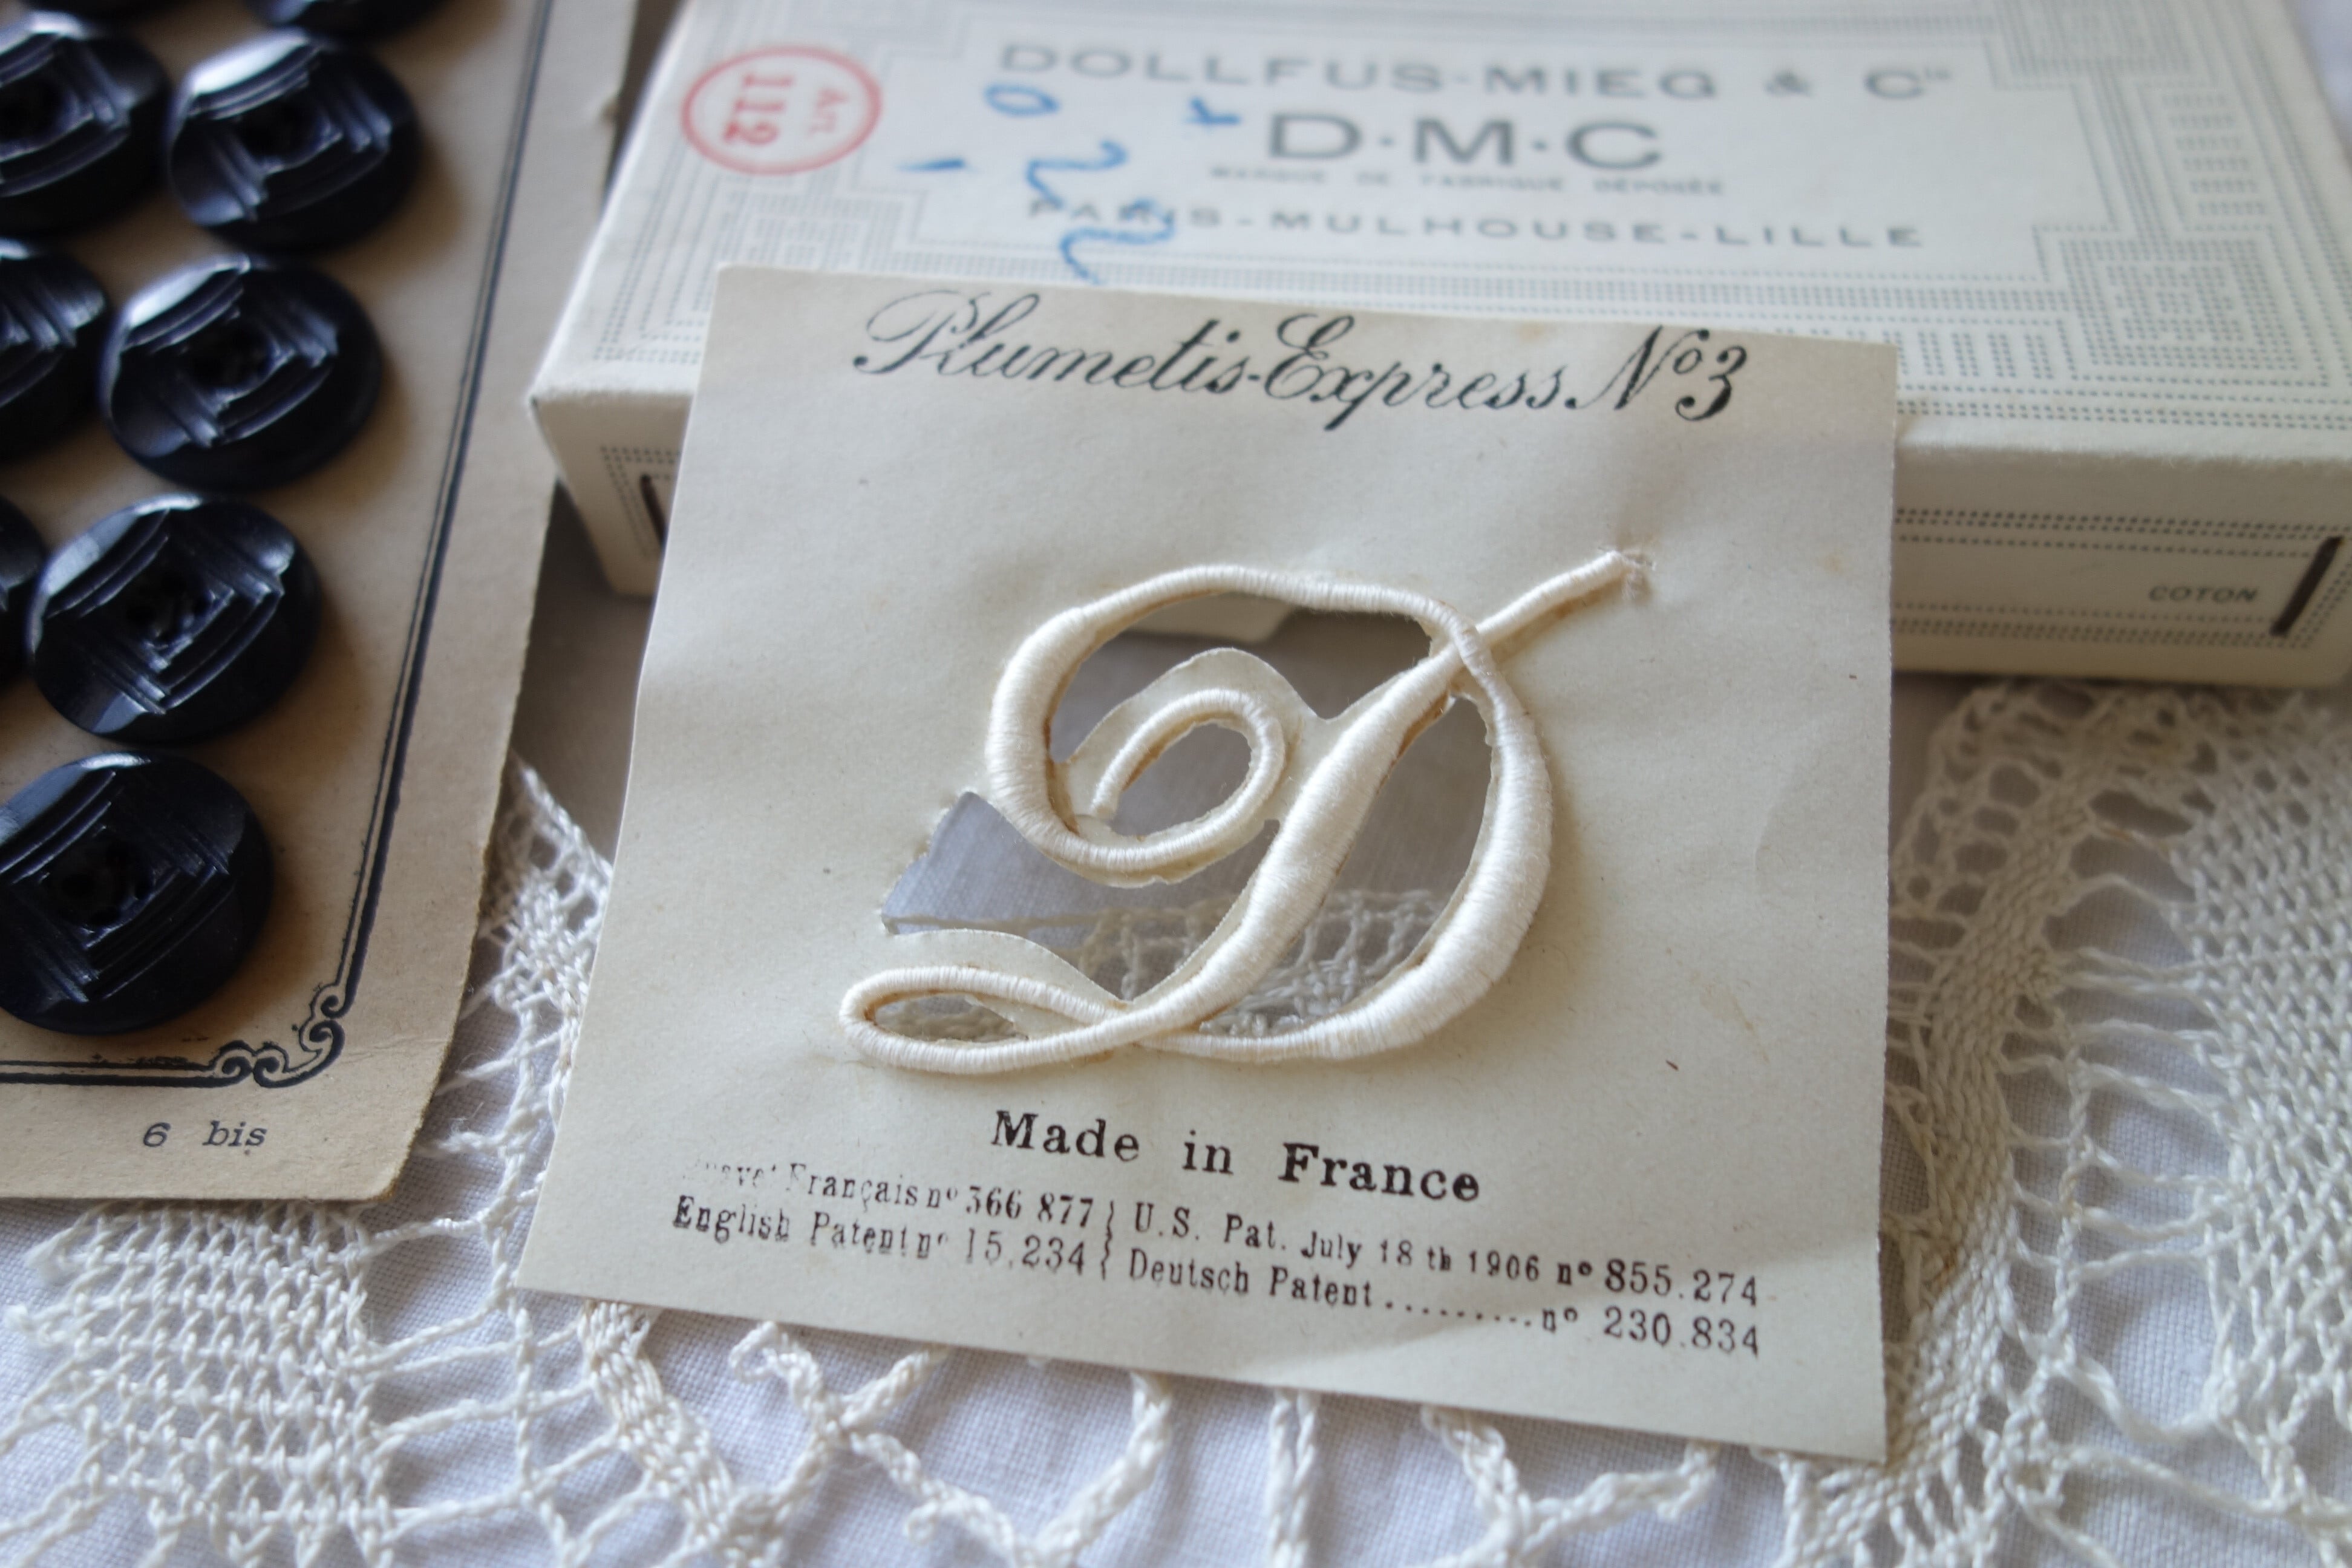 Art.
112
DOLLFUS-MIEG & Cie
D·M·C
MARQUE DE FABRIQUE DÉPOSÉE
PARIS-MULHOUSE-LILLE
COTON
Plumetis-Express No 3
D
Made in France
Français no 366 877 } U.S. Pat. July 18 th 1906 no 855.274
English Patent no 15.234 { Deutsch Patent .......... no 230.834
6 bis